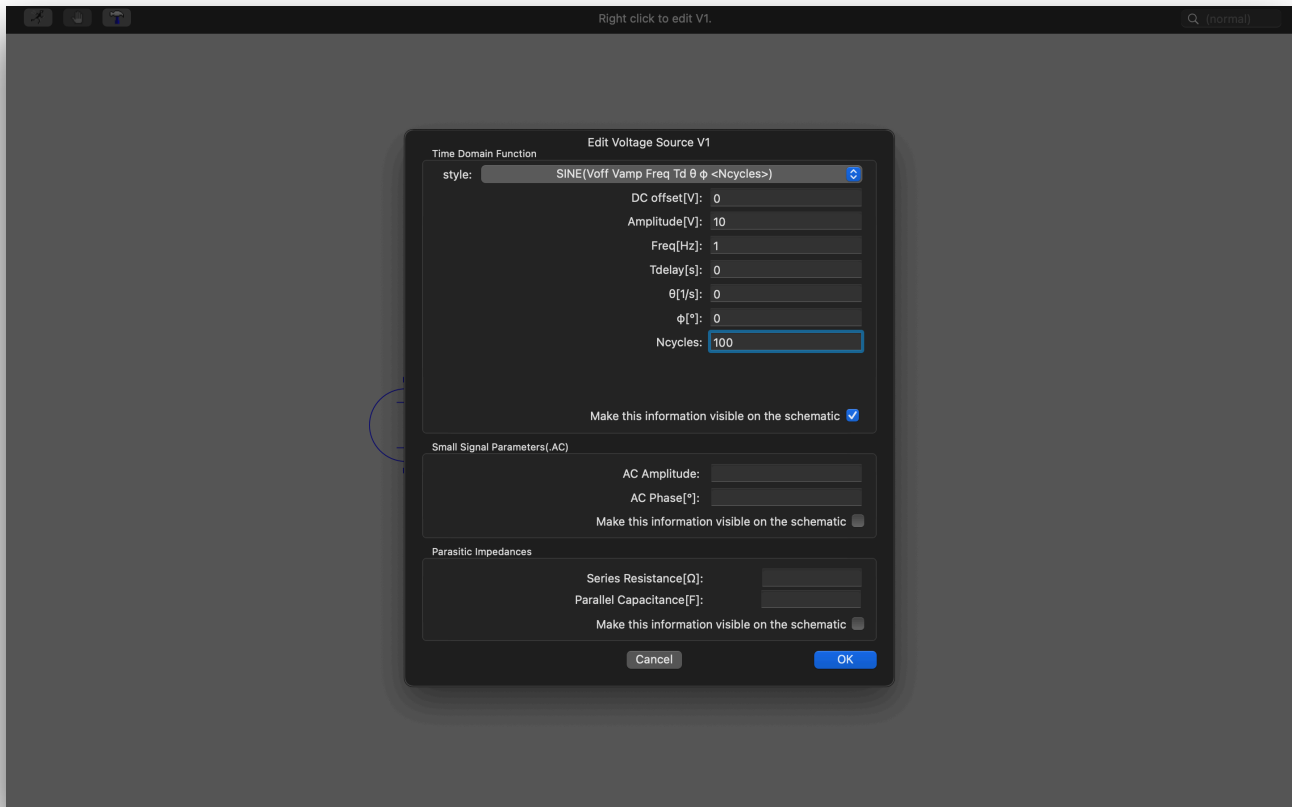 Right click to edit V1.
(normal)
Edit Voltage Source V1
Time Domain Function
style: SINE(Voff Vamp Freq Td θ φ <Ncycles>)
DC offset[V]: 0
Amplitude[V]: 10
Freq[Hz]: 1
Tdelay[s]: 0
θ[1/s]: 0
φ[°]: 0
Ncycles: 100
Make this information visible on the schematic
Small Signal Parameters(.AC)
AC Amplitude:
AC Phase[°]:
Make this information visible on the schematic
Parasitic Impedances
Series Resistance[Ω]:
Parallel Capacitance[F]:
Make this information visible on the schematic
Cancel OK